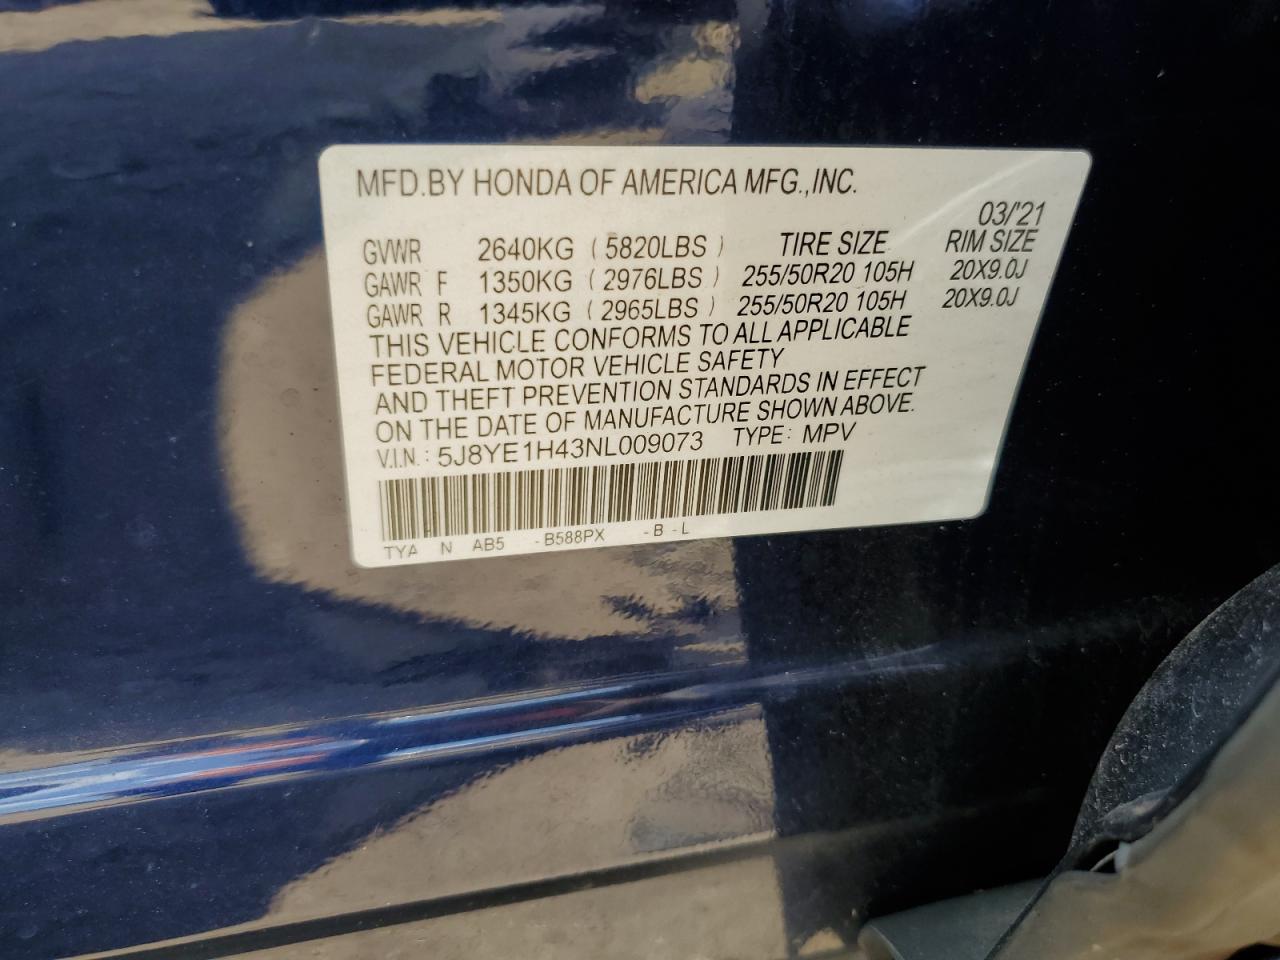 MFD.BY HONDA OF AMERICA MFG.,INC.
03/'21
GVWR 2640KG ( 5820LBS ) TIRE SIZE RIM SIZE
GAWR F 1350KG ( 2976LBS ) 255/50R20 105H 20X9.0J
GAWR R 1345KG ( 2965LBS ) 255/50R20 105H 20X9.0J
THIS VEHICLE CONFORMS TO ALL APPLICABLE
FEDERAL MOTOR VEHICLE SAFETY
AND THEFT PREVENTION STANDARDS IN EFFECT
ON THE DATE OF MANUFACTURE SHOWN ABOVE.
V.I.N.: 5J8YE1H43NL009073 TYPE: MPV
TYA N AB5 -B588PX -B -L